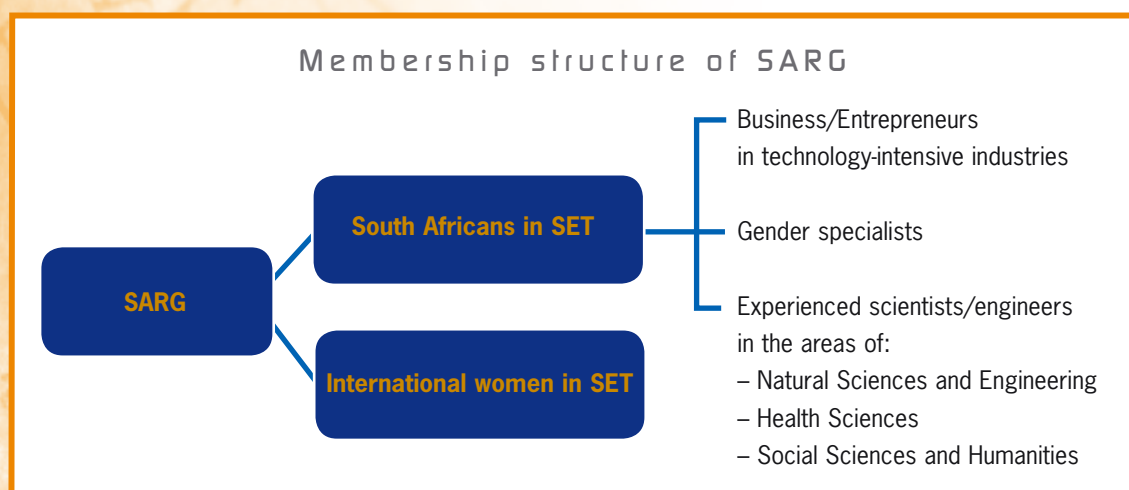 Membership structure of SARG
SARG
South Africans in SET
International women in SET
Business/Entrepreneurs
in technology-intensive industries
Gender specialists
Experienced scientists/engineers
in the areas of:
– Natural Sciences and Engineering
– Health Sciences
– Social Sciences and Humanities